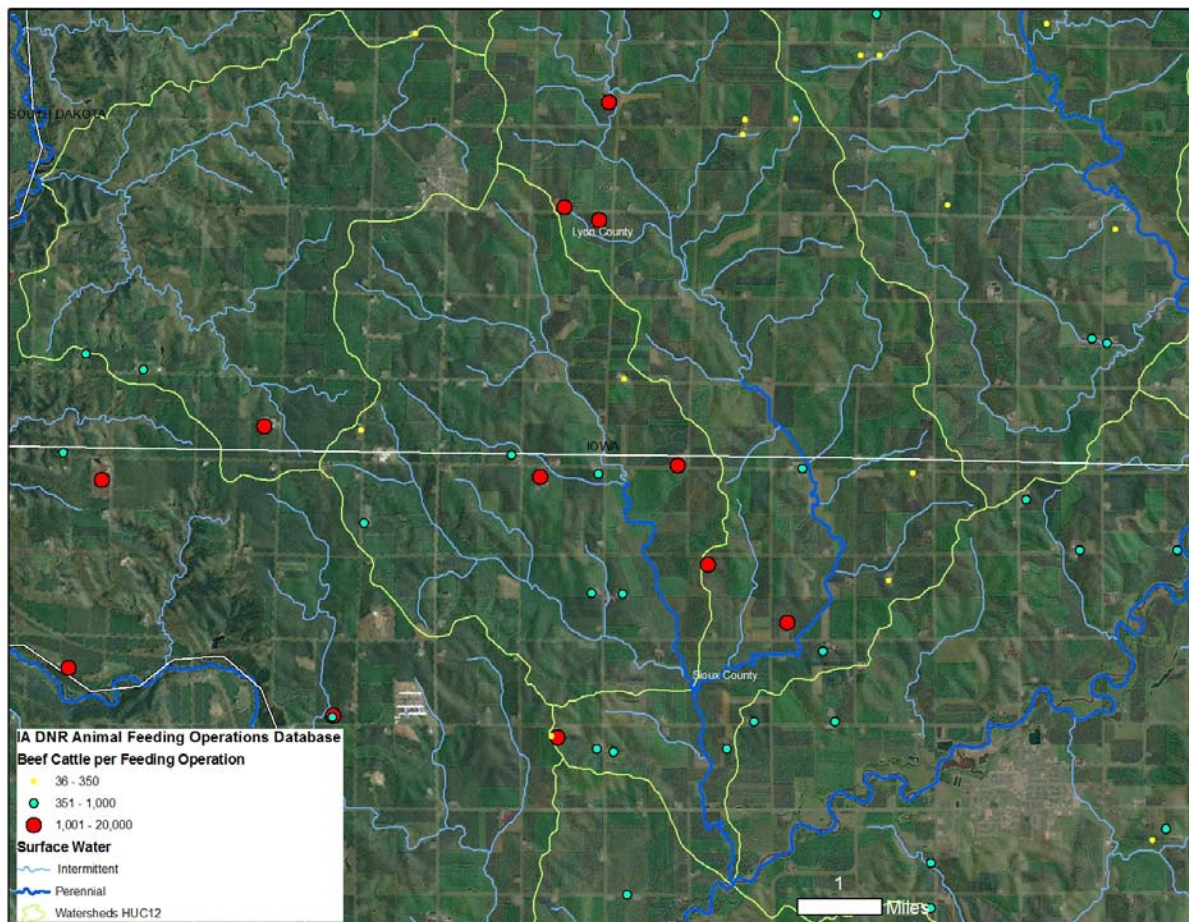 SOUTH DAKOTA
Lyon County
IOWA
Sioux County
IA DNR Animal Feeding Operations Database
Beef Cattle per Feeding Operation
36 - 350
351 - 1,000
1,001 - 20,000
Surface Water
Intermittent
Perennial
Watersheds HUC12
1
Miles